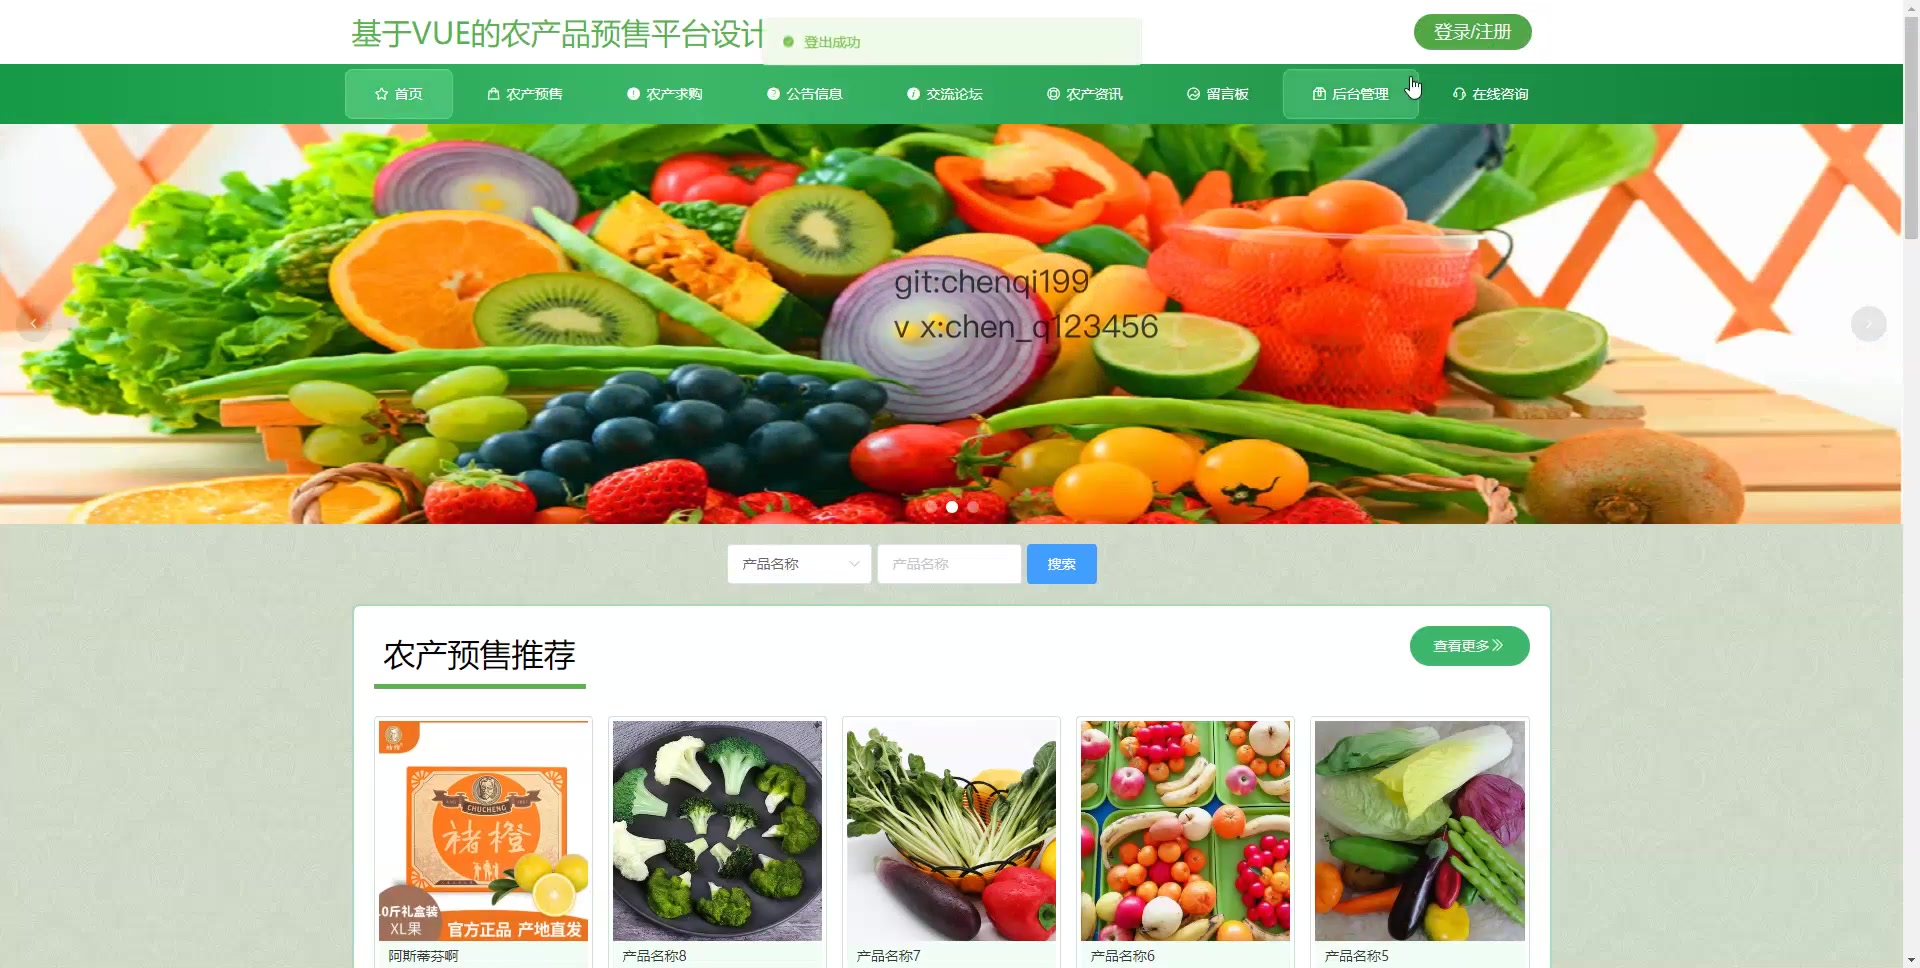 基于VUE的农产品预售平台设计
登出成功
登录/注册
首页
农产预售
农产求购
公告信息
交流论坛
农产资讯
留言板
后台管理
在线咨询
git:chenqi199
v x:chen_q123456
产品名称
产品名称
搜索
农产预售推荐
查看更多
CHUCHENG
褚橙
.0斤礼盒装
XL果
官方正品 产地直发
阿斯蒂芬啊
产品名称8
产品名称7
产品名称6
产品名称5